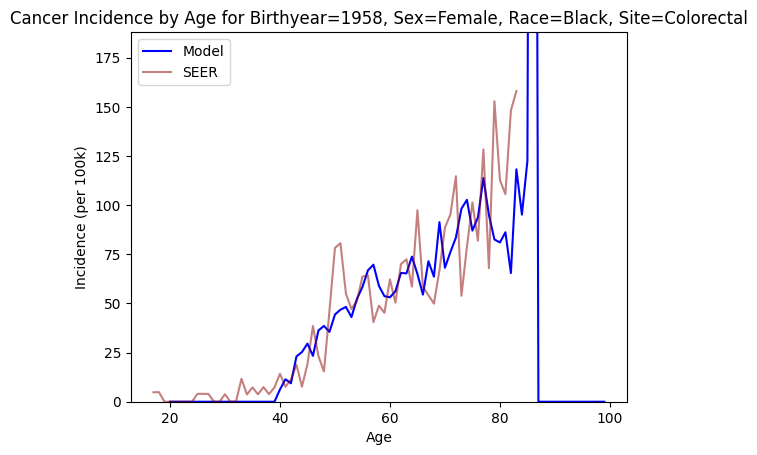 Cancer Incidence by Age for Birthyear=1958, Sex=Female, Race=Black, Site=Colorectal
Model
SEER
175
150
125
100
75
50
25
0
Incidence (per 100k)
20 40 60 80 100
Age